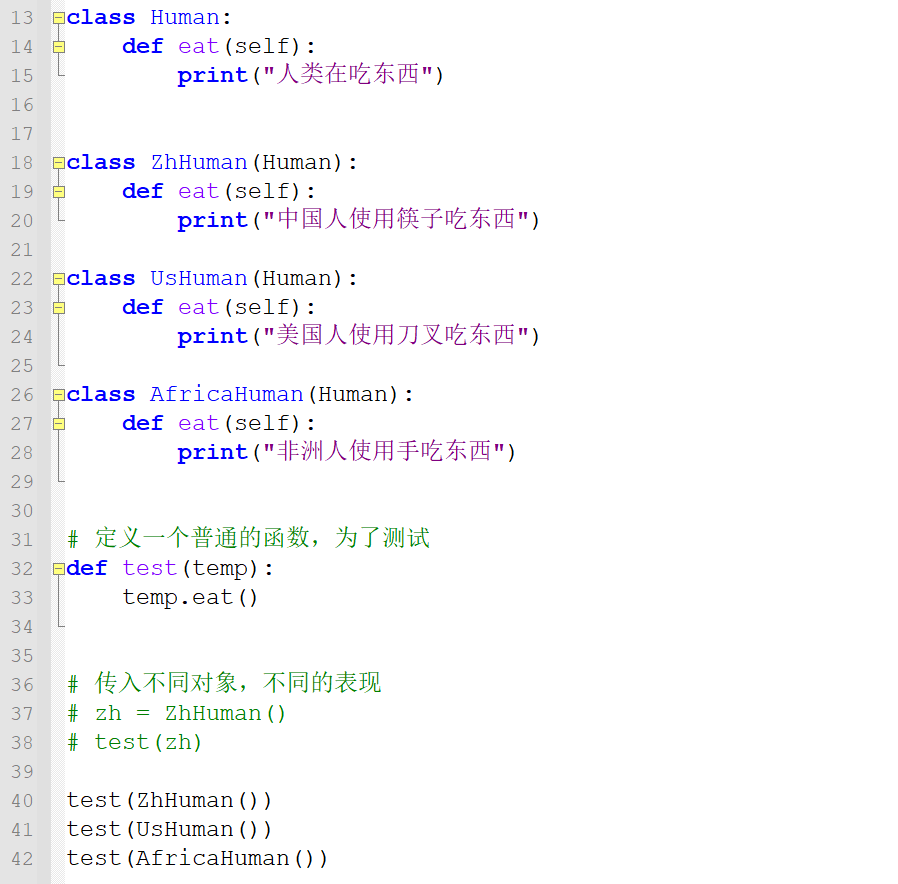 13 class Human:
14     def eat(self):
15         print("人类在吃东西")
16
17
18 class ZhHuman(Human):
19     def eat(self):
20         print("中国人使用筷子吃东西")
21
22 class UsHuman(Human):
23     def eat(self):
24         print("美国人使用刀叉吃东西")
25
26 class AfricaHuman(Human):
27     def eat(self):
28         print("非洲人使用手吃东西")
29
30
31 # 定义一个普通的函数，为了测试
32 def test(temp):
33     temp.eat()
34
35
36 # 传入不同对象，不同的表现
37 # zh = ZhHuman()
38 # test(zh)
39
40 test(ZhHuman())
41 test(UsHuman())
42 test(AfricaHuman())